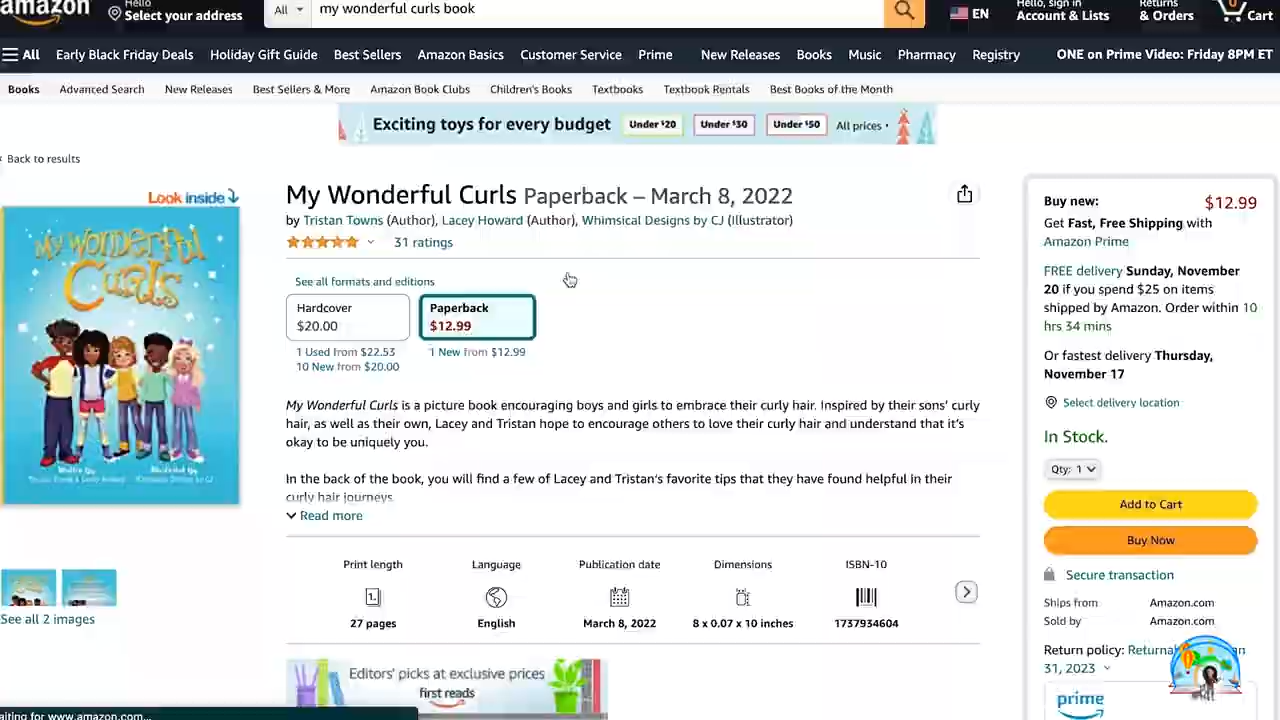 amazon
Hello
Select your address
All
my wonderful curls book
EN
Hello, sign in
Account & Lists
Returns
& Orders
0
Cart
All
Early Black Friday Deals
Holiday Gift Guide
Best Sellers
Amazon Basics
Customer Service
Prime
New Releases
Books
Music
Pharmacy
Registry
ONE on Prime Video: Friday 8PM ET
Books
Advanced Search
New Releases
Best Sellers & More
Amazon Book Clubs
Children's Books
Textbooks
Textbook Rentals
Best Books of the Month
Exciting toys for every budget
Under $20
Under $30
Under $50
All prices
‹ Back to results
Look inside
My Wonderful Curls
My Wonderful Curls Paperback – March 8, 2022
by Tristan Towns (Author), Lacey Howard (Author), Whimsical Designs by CJ (Illustrator)
31 ratings
See all formats and editions
Hardcover
$20.00
1 Used from $22.53
10 New from $20.00
Paperback
$12.99
1 New from $12.99
My Wonderful Curls is a picture book encouraging boys and girls to embrace their curly hair. Inspired by their sons' curly
hair, as well as their own, Lacey and Tristan hope to encourage others to love their curly hair and understand that it's
okay to be uniquely you.
In the back of the book, you will find a few of Lacey and Tristan's favorite tips that they have found helpful in their
curly hair journeys.
Read more
Print length
27 pages
Language
English
Publication date
March 8, 2022
Dimensions
8 x 0.07 x 10 inches
ISBN-10
1737934604
See all 2 images
Editors' picks at exclusive prices
first reads
Buy new:
$12.99
Get Fast, Free Shipping with
Amazon Prime
FREE delivery Sunday, November
20 if you spend $25 on items
shipped by Amazon. Order within 10
hrs 34 mins
Or fastest delivery Thursday,
November 17
Select delivery location
In Stock.
Qty: 1
Add to Cart
Buy Now
Secure transaction
Ships from Amazon.com
Sold by Amazon.com
Return policy:
31, 2023
prime
aiting for www.amazon.com...